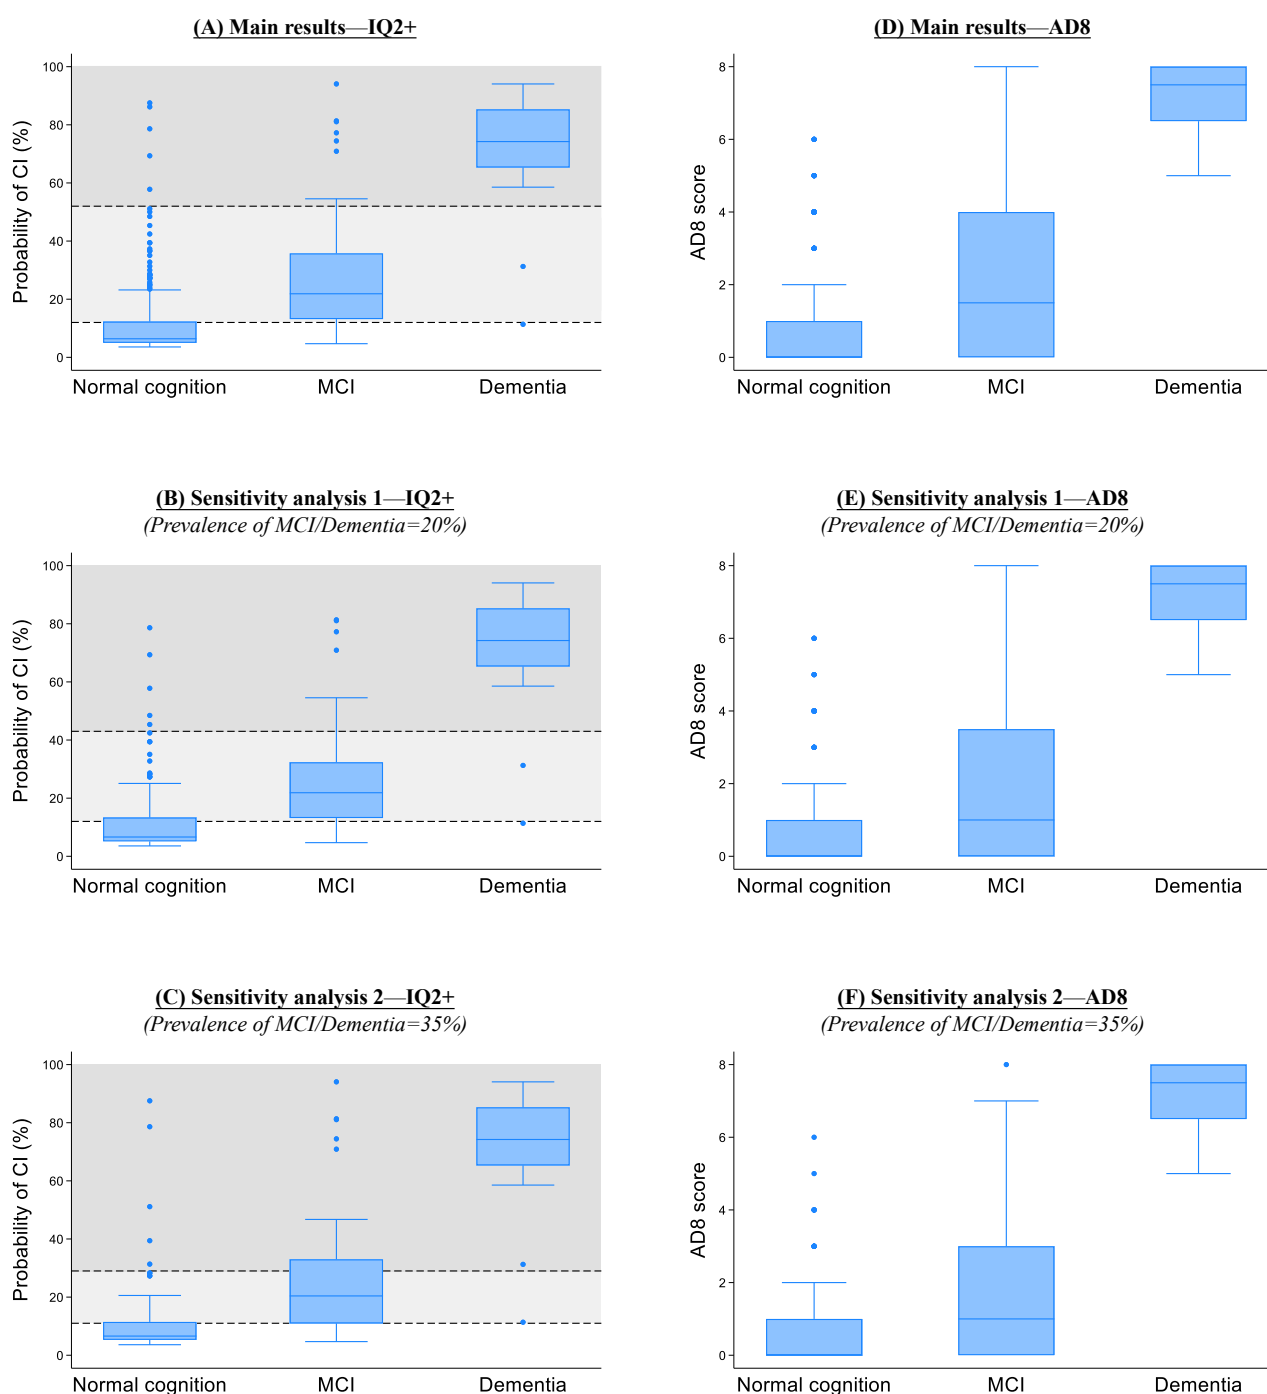 (A) Main results—IQ2+
Probability of CI (%)
100
80
60
40
20
0
Normal cognition MCI Dementia
(D) Main results—AD8
AD8 score
8
6
4
2
0
Normal cognition MCI Dementia
(B) Sensitivity analysis 1—IQ2+
(Prevalence of MCI/Dementia=20%)
Probability of CI (%)
100
80
60
40
20
0
Normal cognition MCI Dementia
(E) Sensitivity analysis 1—AD8
(Prevalence of MCI/Dementia=20%)
AD8 score
8
6
4
2
0
Normal cognition MCI Dementia
(C) Sensitivity analysis 2—IQ2+
(Prevalence of MCI/Dementia=35%)
Probability of CI (%)
100
80
60
40
20
0
Normal cognition MCI Dementia
(F) Sensitivity analysis 2—AD8
(Prevalence of MCI/Dementia=35%)
AD8 score
8
6
4
2
0
Normal cognition MCI Dementia